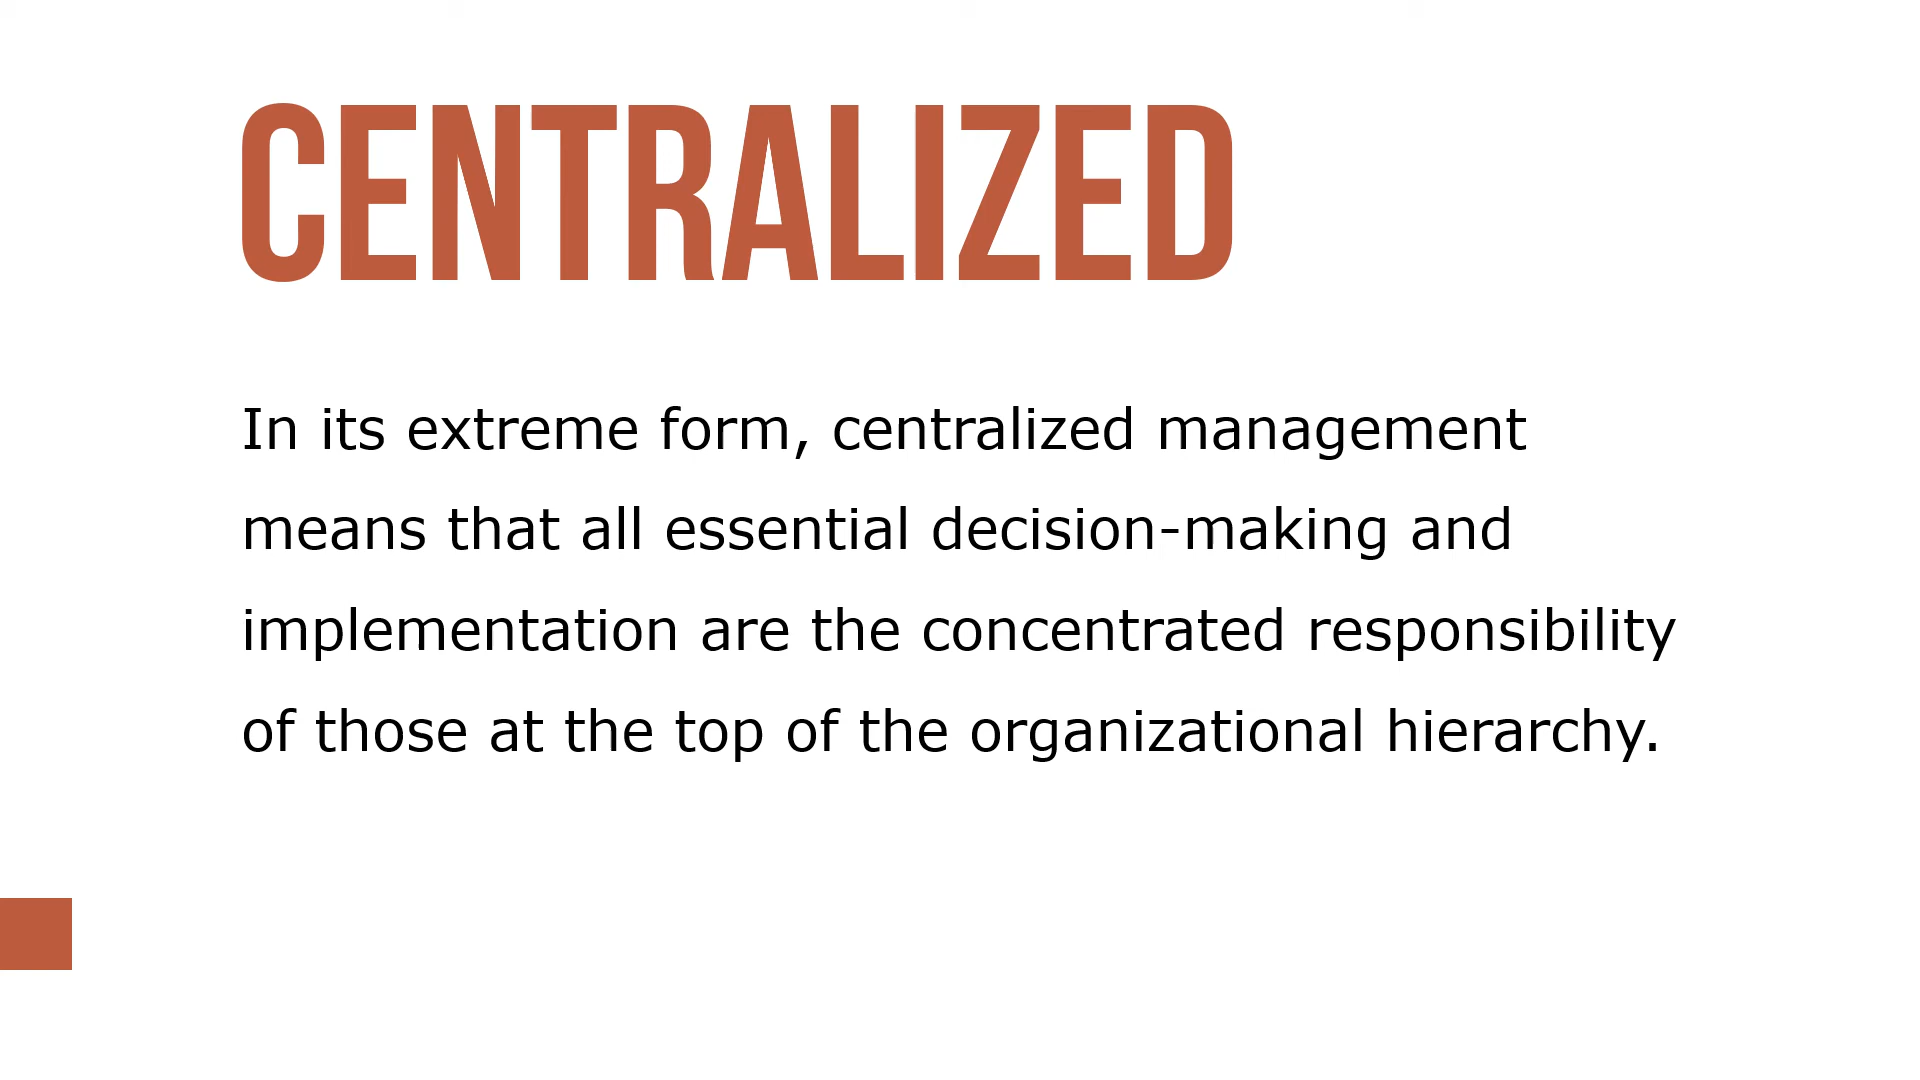 CENTRALIZED
In its extreme form, centralized management
means that all essential decision-making and
implementation are the concentrated responsibility
of those at the top of the organizational hierarchy.